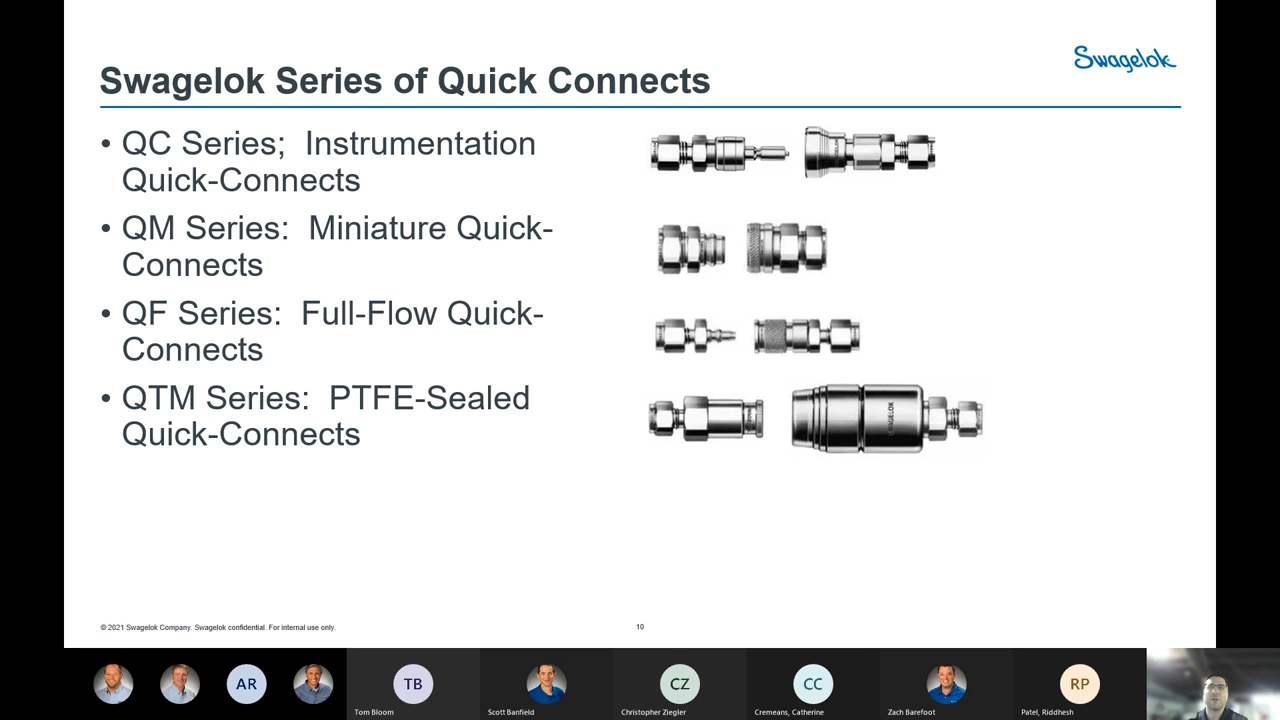 Swagelok
Swagelok Series of Quick Connects
• QC Series;  Instrumentation
Quick-Connects
• QM Series:  Miniature Quick-
Connects
• QF Series:  Full-Flow Quick-
Connects
• QTM Series:  PTFE-Sealed
Quick-Connects
SWAGELOK
© 2021 Swagelok Company. Swagelok confidential. For internal use only.
10
AR
TB
CZ
CC
RP
Tom Bloom
Scott Banfield
Christopher Ziegler
Cremeans, Catherine
Zach Barefoot
Patel, Riddhesh